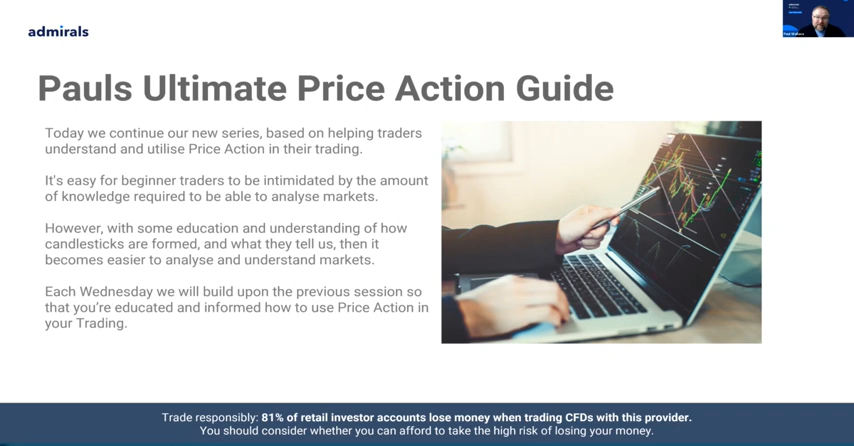 admirals
Pauls Ultimate Price Action Guide
Today we continue our new series, based on helping traders
understand and utilise Price Action in their trading.
It's easy for beginner traders to be intimidated by the amount
of knowledge required to be able to analyse markets.
However, with some education and understanding of how
candlesticks are formed, and what they tell us, then it
becomes easier to analyse and understand markets.
Each Wednesday we will build upon the previous session so
that you're educated and informed how to use Price Action in
your Trading.
Trade responsibly: 81% of retail investor accounts lose money when trading CFDs with this provider.
You should consider whether you can afford to take the high risk of losing your money.